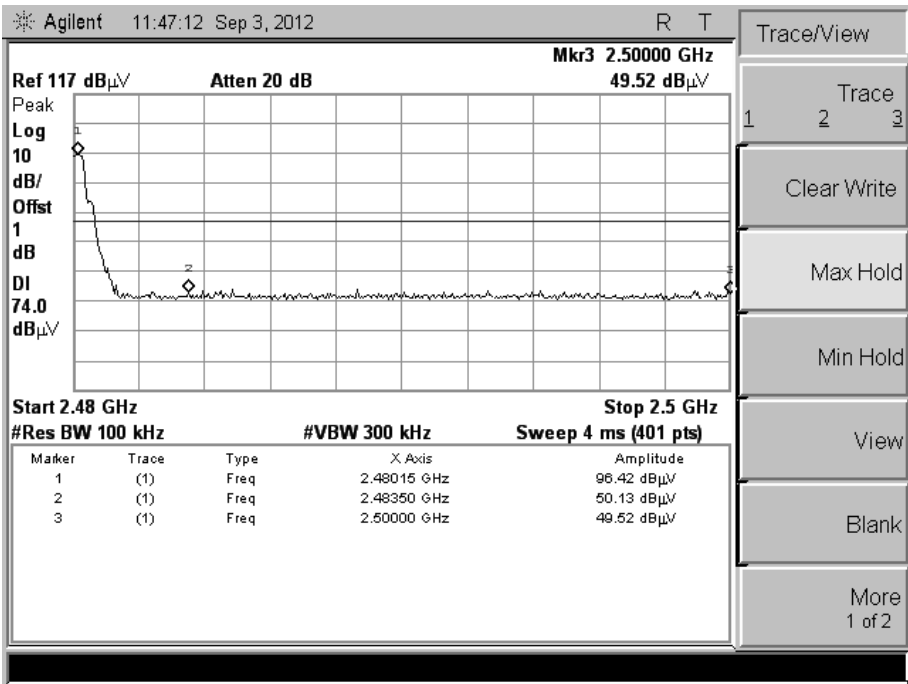 Agilent 11:47:12 Sep 3, 2012 R T
Mkr3 2.50000 GHz
Ref 117 dBµV Atten 20 dB 49.52 dBµV
Peak
Log
10
dB/
Offst
1
dB
DI
74.0
dBµV
1
2
3
Start 2.48 GHz Stop 2.5 GHz
#Res BW 100 kHz #VBW 300 kHz Sweep 4 ms (401 pts)
Marker Trace Type X Axis Amplitude
1 (1) Freq 2.48015 GHz 96.42 dBµV
2 (1) Freq 2.48350 GHz 50.13 dBµV
3 (1) Freq 2.50000 GHz 49.52 dBµV
Trace/View
Trace
1 2 3
Clear Write
Max Hold
Min Hold
View
Blank
More
1 of 2